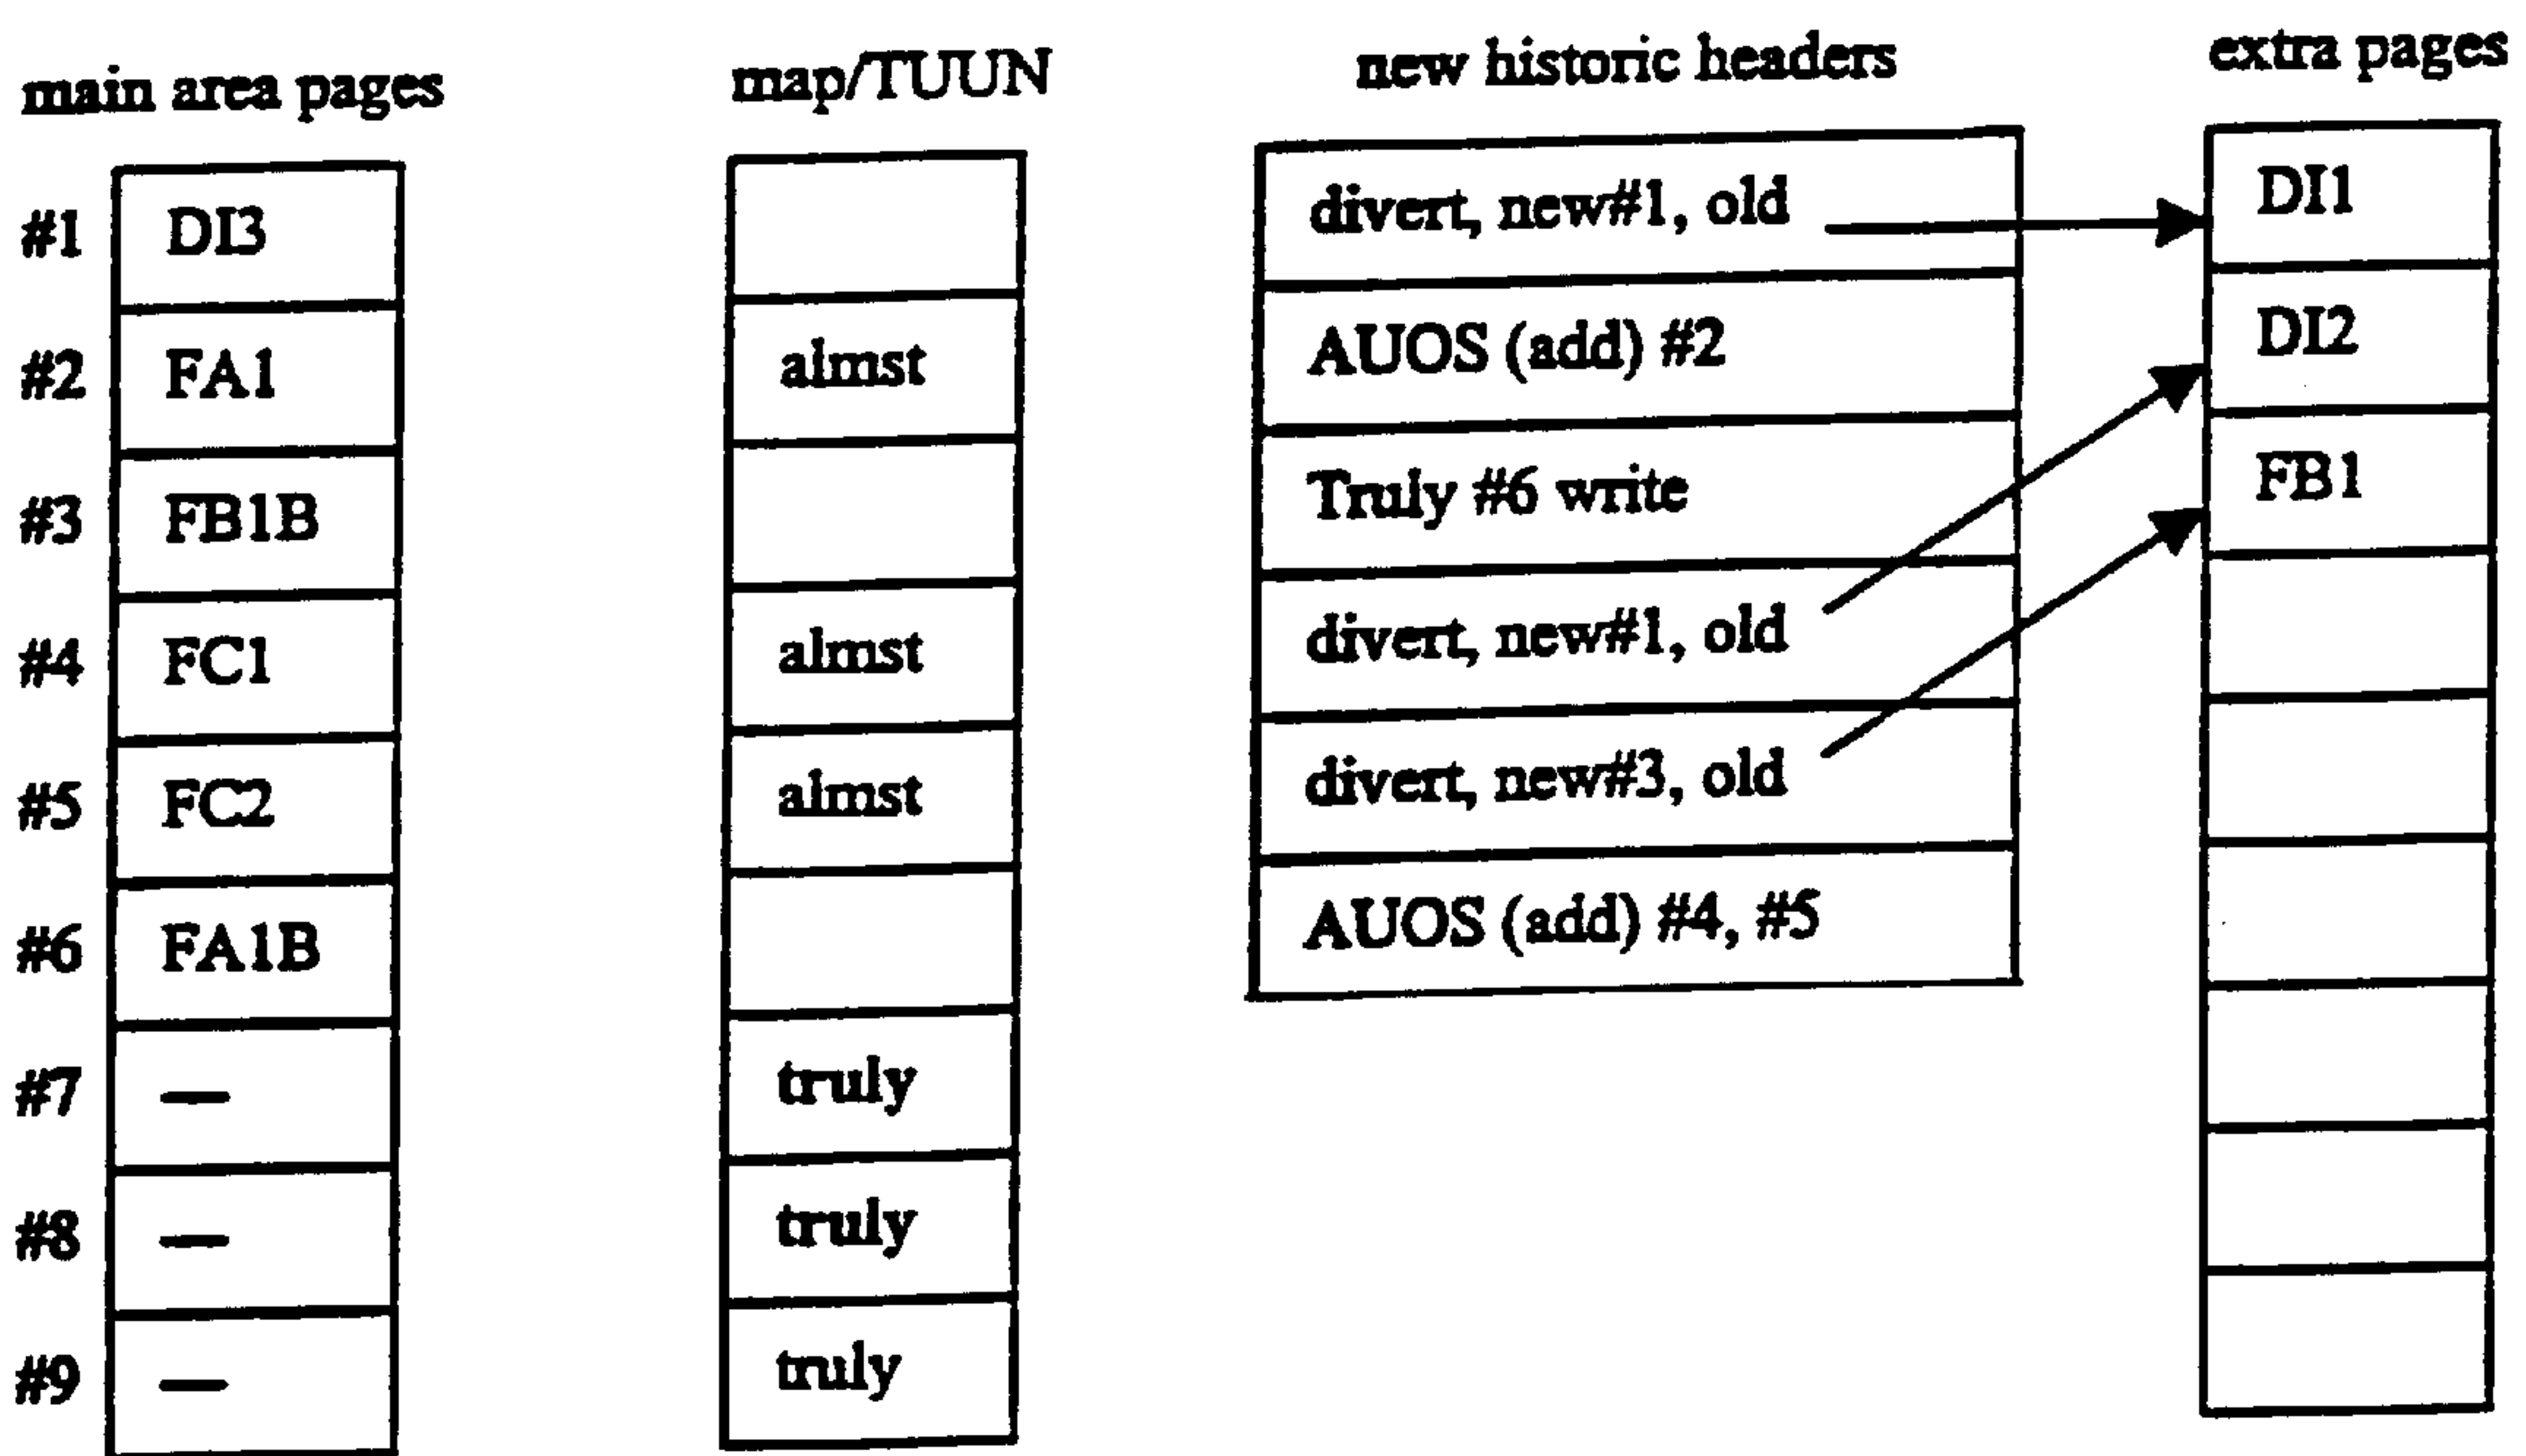 main area pages
map/TUUN
new historic headers
extra pages
#1 DI3
divert, new#1, old
DI1
#2 FA1
almst
AUOS (add) #2
DI2
#3 FB1B
Truly #6 write
FB1
#4 FC1
almst
divert, new#1, old
#5 FC2
almst
divert, new#3, old
#6 FA1B
AUOS (add) #4, #5
#7 —
truly
#8 —
truly
#9 —
truly